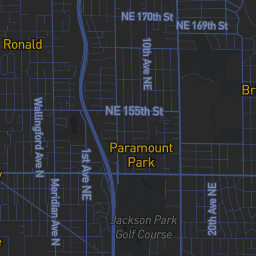 NE 170th St
NE 169th St
Ronald
10th Ave NE
Br
NE 155th St
Wallingford Ave N
Paramount
Park
1st Ave NE
Meridian Ave N
y
20th Ave NE
Jackson Park
Golf Course
e